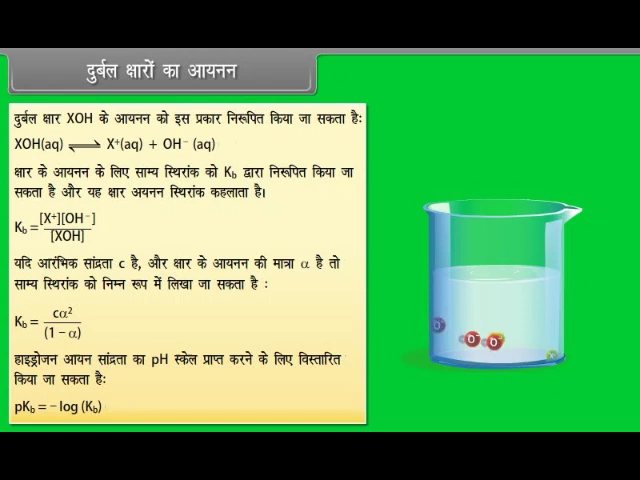 दुर्बल क्षारों का आयनन
दुर्बल क्षार XOH के आयनन को इस प्रकार निरूपित किया जा सकता है:
XOH(aq) ⇌ X⁺(aq) + OH⁻ (aq)
क्षार के आयनन के लिए साम्य स्थिरांक को K_b द्वारा निरूपित किया जा
सकता है और यह क्षार अयनन स्थिरांक कहलाता है।
K_b = [X⁺][OH⁻] / [XOH]
यदि आरंभिक सांद्रता c है, और क्षार के आयनन की मात्रा α है तो
साम्य स्थिरांक को निम्न रूप में लिखा जा सकता है :
K_b = cα² / (1 − α)
हाइड्रोजन आयन सांद्रता का pH स्केल प्राप्त करने के लिए विस्तारित
किया जा सकता है:
pK_b = − log (K_b)